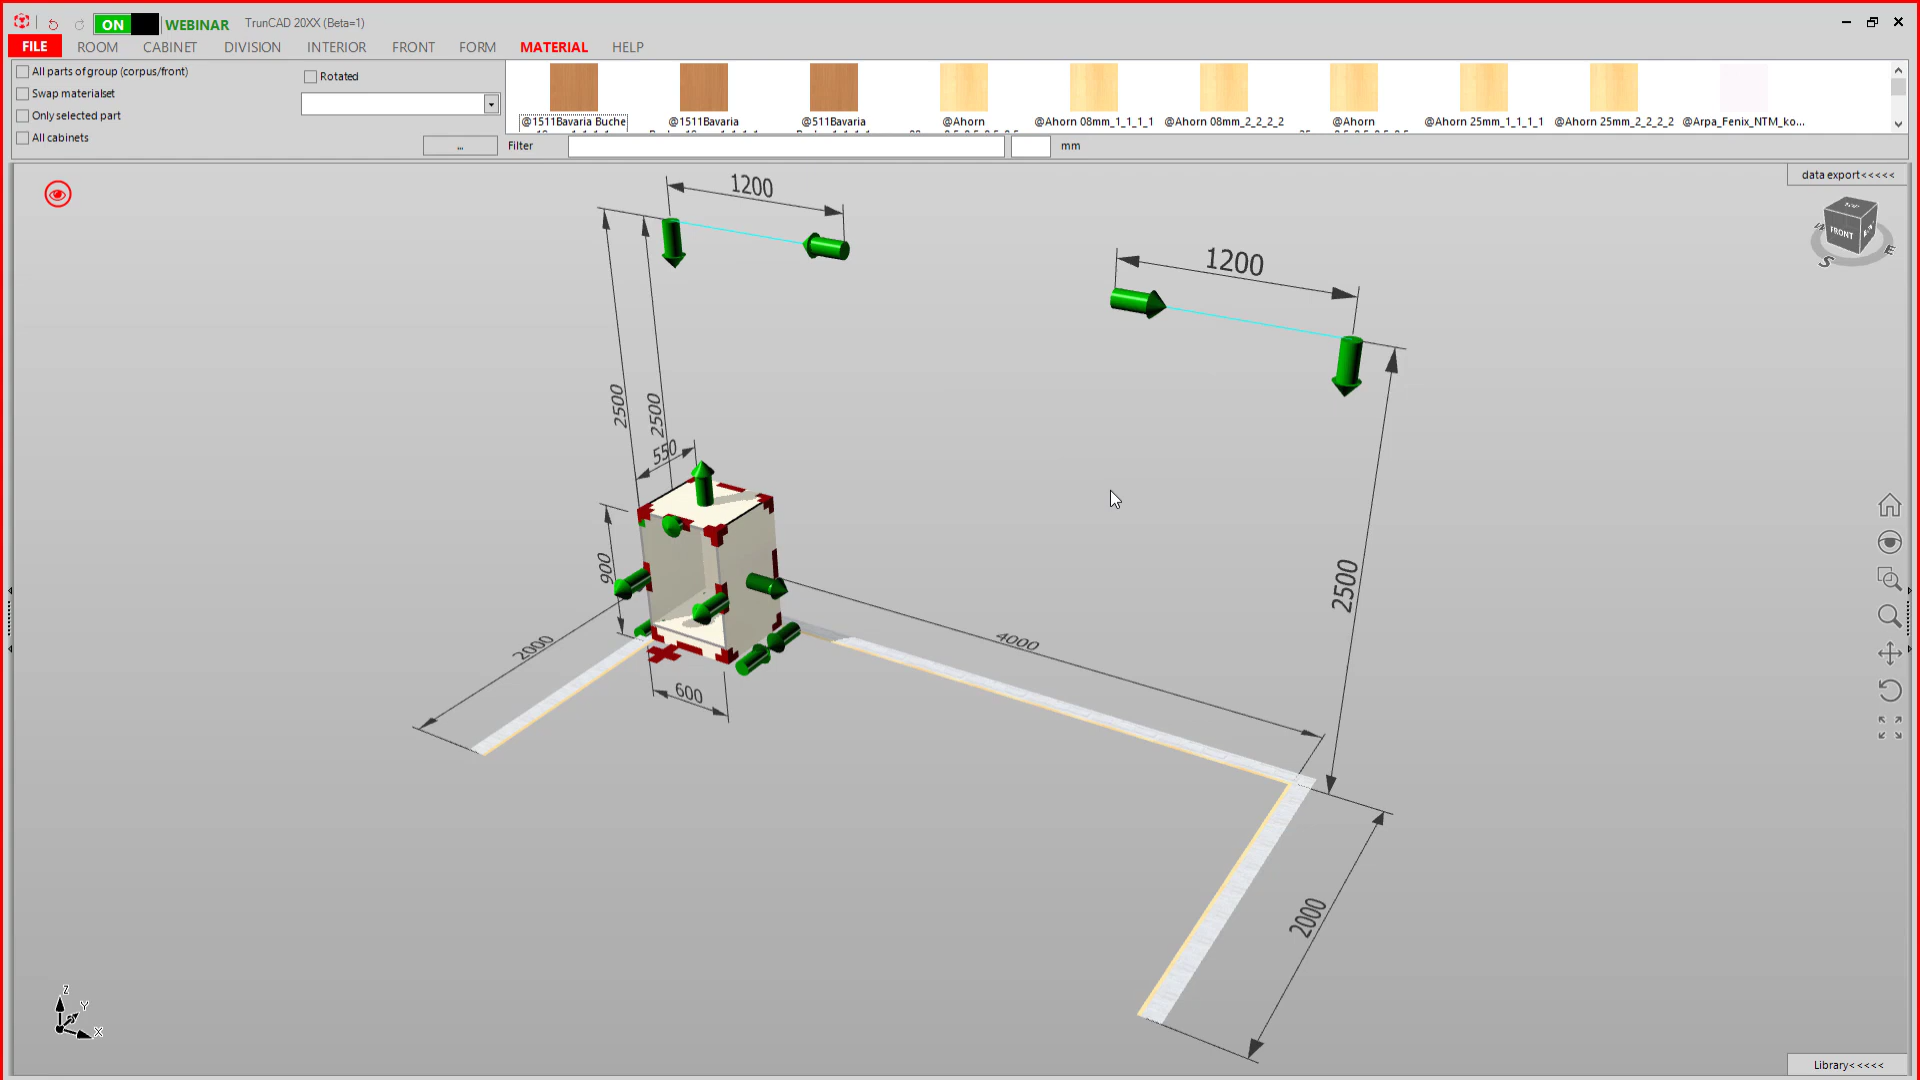 ON WEBINAR TrunCAD 20XX (Beta=1)
FILE ROOM CABINET DIVISION INTERIOR FRONT FORM MATERIAL HELP
All parts of group (corpus/front)
Swap materialset
Only selected part
All cabinets
Rotated
...
@1511Bavaria Buche
@1511Bavaria
@511Bavaria
@Ahorn
@Ahorn 08mm_1_1_1_1
@Ahorn 08mm_2_2_2_2
@Ahorn
@Ahorn 25mm_1_1_1_1
@Ahorn 25mm_2_2_2_2
@Arpa_Fenix_NTM_ko...
Filter
mm
data export<<<<<
TOP
FRONT
S
E
1200
1200
2500
2500
550
900
2000
600
4000
2500
2000
Z
Y
X
Library<<<<<